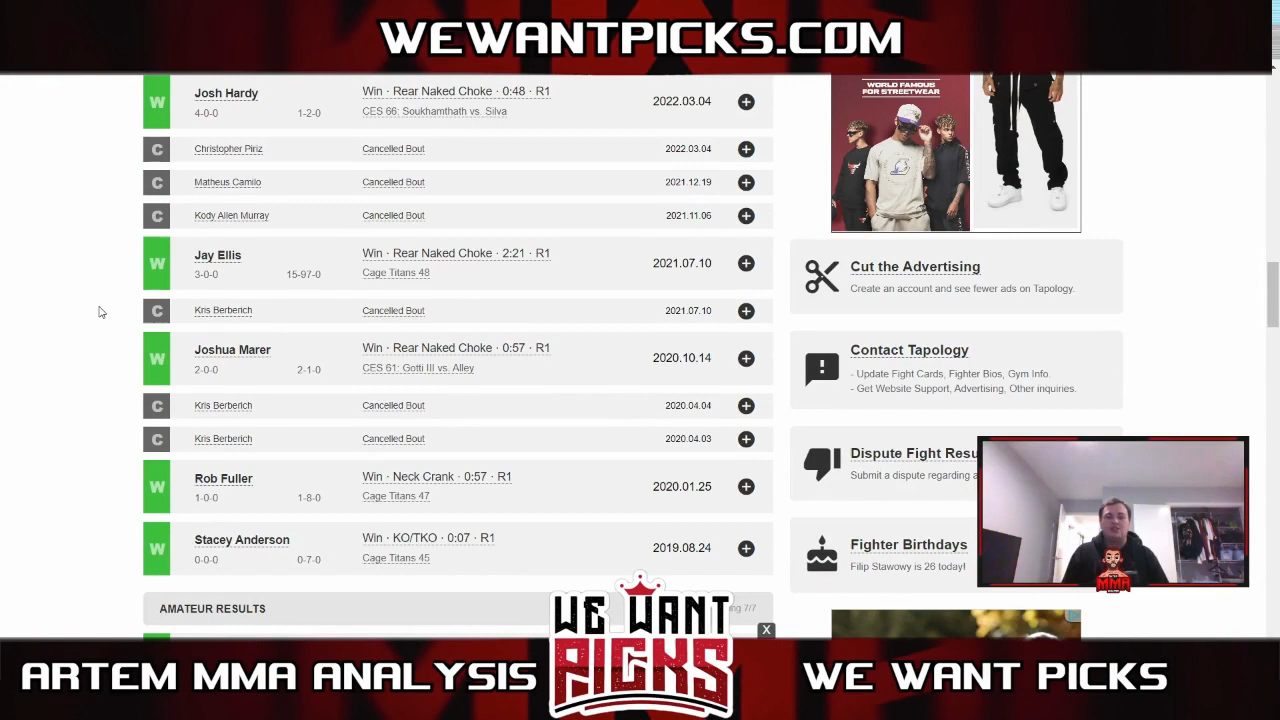 WEWANTPICKS.COM
W
Josh Hardy
4-0-0 1-2-0
Win · Rear Naked Choke · 0:48 · R1
CES 66: Soukhamthath vs. Silva
2022.03.04
C Christopher Piriz Cancelled Bout 2022.03.04
C Matheus Camilo Cancelled Bout 2021.12.19
C Kody Allen Murray Cancelled Bout 2021.11.06
W
Jay Ellis
3-0-0 15-97-0
Win · Rear Naked Choke · 2:21 · R1
Cage Titans 48
2021.07.10
C Kris Berberich Cancelled Bout 2021.07.10
W
Joshua Marer
2-0-0 2-1-0
Win · Rear Naked Choke · 0:57 · R1
CES 61: Gotti III vs. Alley
2020.10.14
C Kris Berberich Cancelled Bout 2020.04.04
C Kris Berberich Cancelled Bout 2020.04.03
W
Rob Fuller
1-0-0 1-8-0
Win · Neck Crank · 0:57 · R1
Cage Titans 47
2020.01.25
W
Stacey Anderson
0-0-0 0-7-0
Win · KO/TKO · 0:07 · R1
Cage Titans 45
2019.08.24
AMATEUR RESULTS
7/7
X
WORLD FAMOUS
FOR STREETWEAR
Cut the Advertising
Create an account and see fewer ads on Tapology.
Contact Tapology
- Update Fight Cards, Fighter Bios, Gym Info.
- Get Website Support, Advertising, Other inquiries.
Dispute Fight Resu
Submit a dispute regarding a
Fighter Birthdays
Filip Stawowy is 26 today!
MMA
WE WANT
PICKS
ARTEM MMA ANALYSIS
WE WANT PICKS